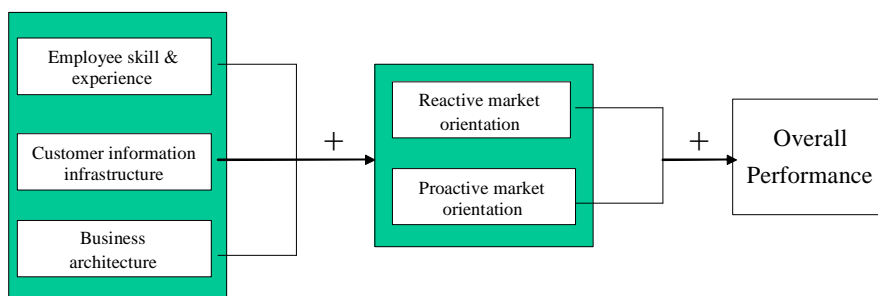 Employee skill &
experience
Customer information
infrastructure
Business
architecture
+
Reactive market
orientation
Proactive market
orientation
+
Overall
Performance